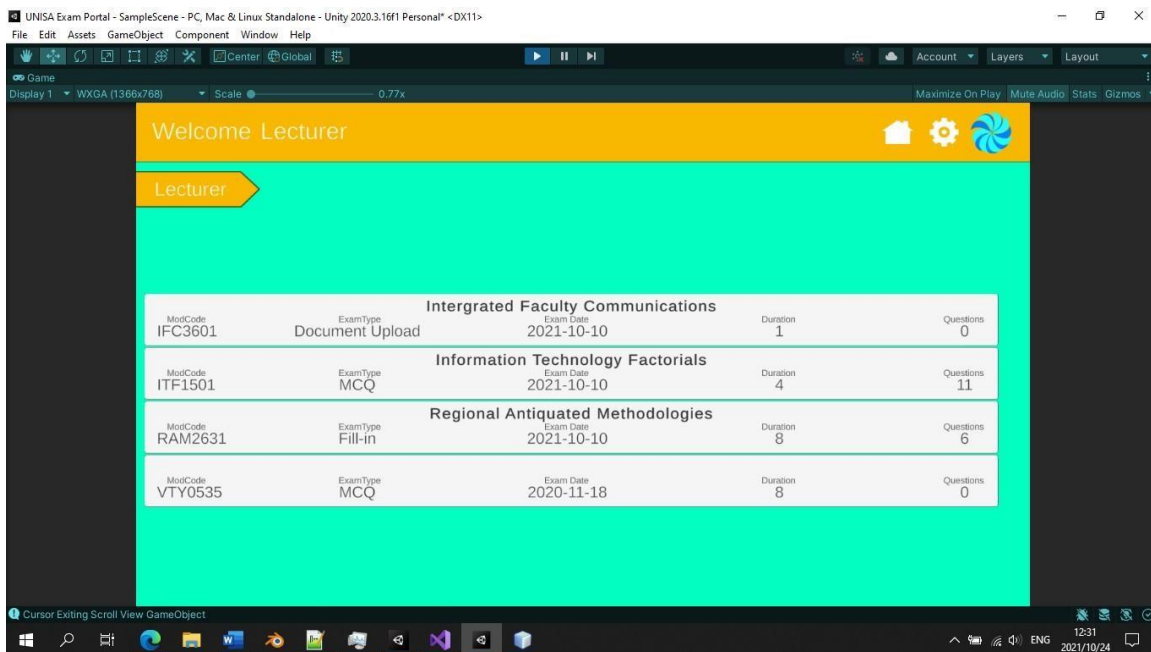 UNISA Exam Portal - SampleScene - PC, Mac & Linux Standalone - Unity 2020.3.16f1 Personal* <DX11>
File Edit Assets GameObject Component Window Help
Center Global Account Layers Layout
Game
Display 1 WXGA (1366x768) Scale 0.77x Maximize On Play Mute Audio Stats Gizmos
Welcome Lecturer
Lecturer
Intergrated Faculty Communications
ModCode ExamType Exam Date Duration Questions
IFC3601 Document Upload 2021-10-10 1 0
Information Technology Factorials
ModCode ExamType Exam Date Duration Questions
ITF1501 MCQ 2021-10-10 4 11
Regional Antiquated Methodologies
ModCode ExamType Exam Date Duration Questions
RAM2631 Fill-in 2021-10-10 8 6
ModCode ExamType Exam Date Duration Questions
VTY0535 MCQ 2020-11-18 8 0
Cursor Exiting Scroll View GameObject
ENG 12:31
2021/10/24